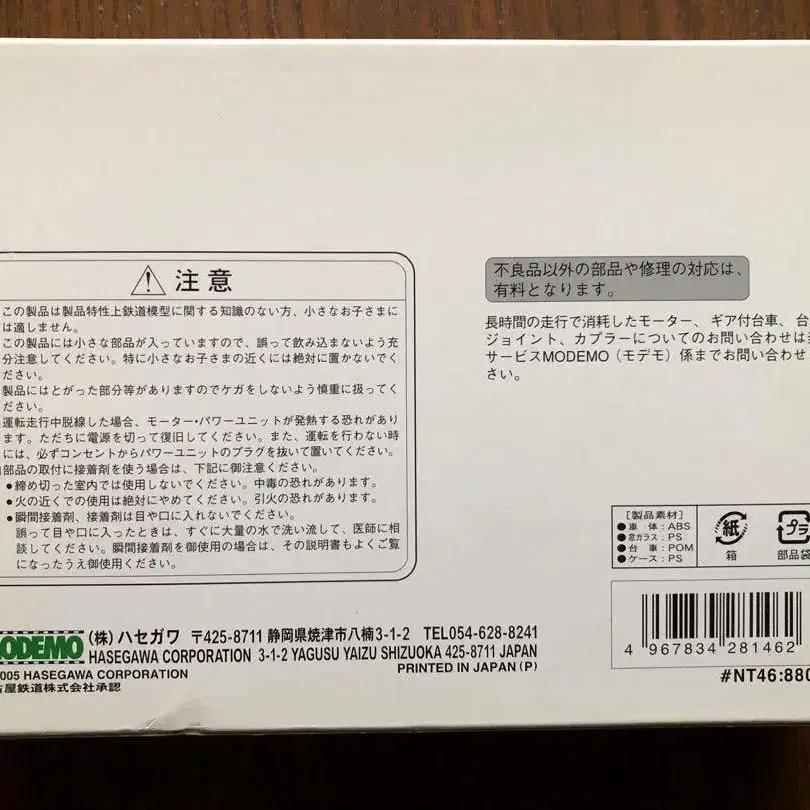 注意
この製品は製品特性上鉄道模型に関する知識のない方、小さなお子さまに
は適しません。
この製品には小さな部品が入っていますので、誤って飲み込まないよう充
分注意してください。特に小さなお子さまの近くには絶対に置かないでく
ださい。
製品にはとがった部分等がありますのでケガをしないよう慎重に扱ってく
ださい。
運転走行中脱線した場合、モーター・パワーユニットが発熱する恐れがあり
ます。ただちに電源を切って復旧してください。また、運転を行わない時
には、必ずコンセントからパワーユニットのプラグを抜いて置いてください。
部品の取付に接着剤を使う場合は、下記に御注意ください。
●締め切った室内では使用しないでください。中毒の恐れがあります。
●火の近くでの使用は絶対にやめてください。引火の恐れがあります。
●瞬間接着剤、接着剤は目や口に入れないでください。
誤って目や口に入ったときは、すぐに大量の水で洗い流して、医師に相
談してください。瞬間接着剤を御使用の場合は、その説明書もよくご覧
になったうえ御使用ください。
不良品以外の部品や修理の対応は、
有料となります。
長時間の走行で消耗したモーター、ギア付台車、台
ジョイント、カプラーについてのお問い合わせは
サービスMODEMO（モデモ）係までお問い合わせ
さい。
［製品素材］
●車体：ABS
●窓ガラス：PS
●台車：POM
●ケース：PS
紙
箱
プラ
部品袋
4 967834 281462
#NT46:880
ODEMO (株)ハセガワ 〒425-8711 静岡県焼津市八楠3-1-2 TEL054-628-8241
HASEGAWA CORPORATION 3-1-2 YAGUSU YAIZU SHIZUOKA 425-8711 JAPAN
005 HASEGAWA CORPORATION PRINTED IN JAPAN (P)
古屋鉄道株式会社承認